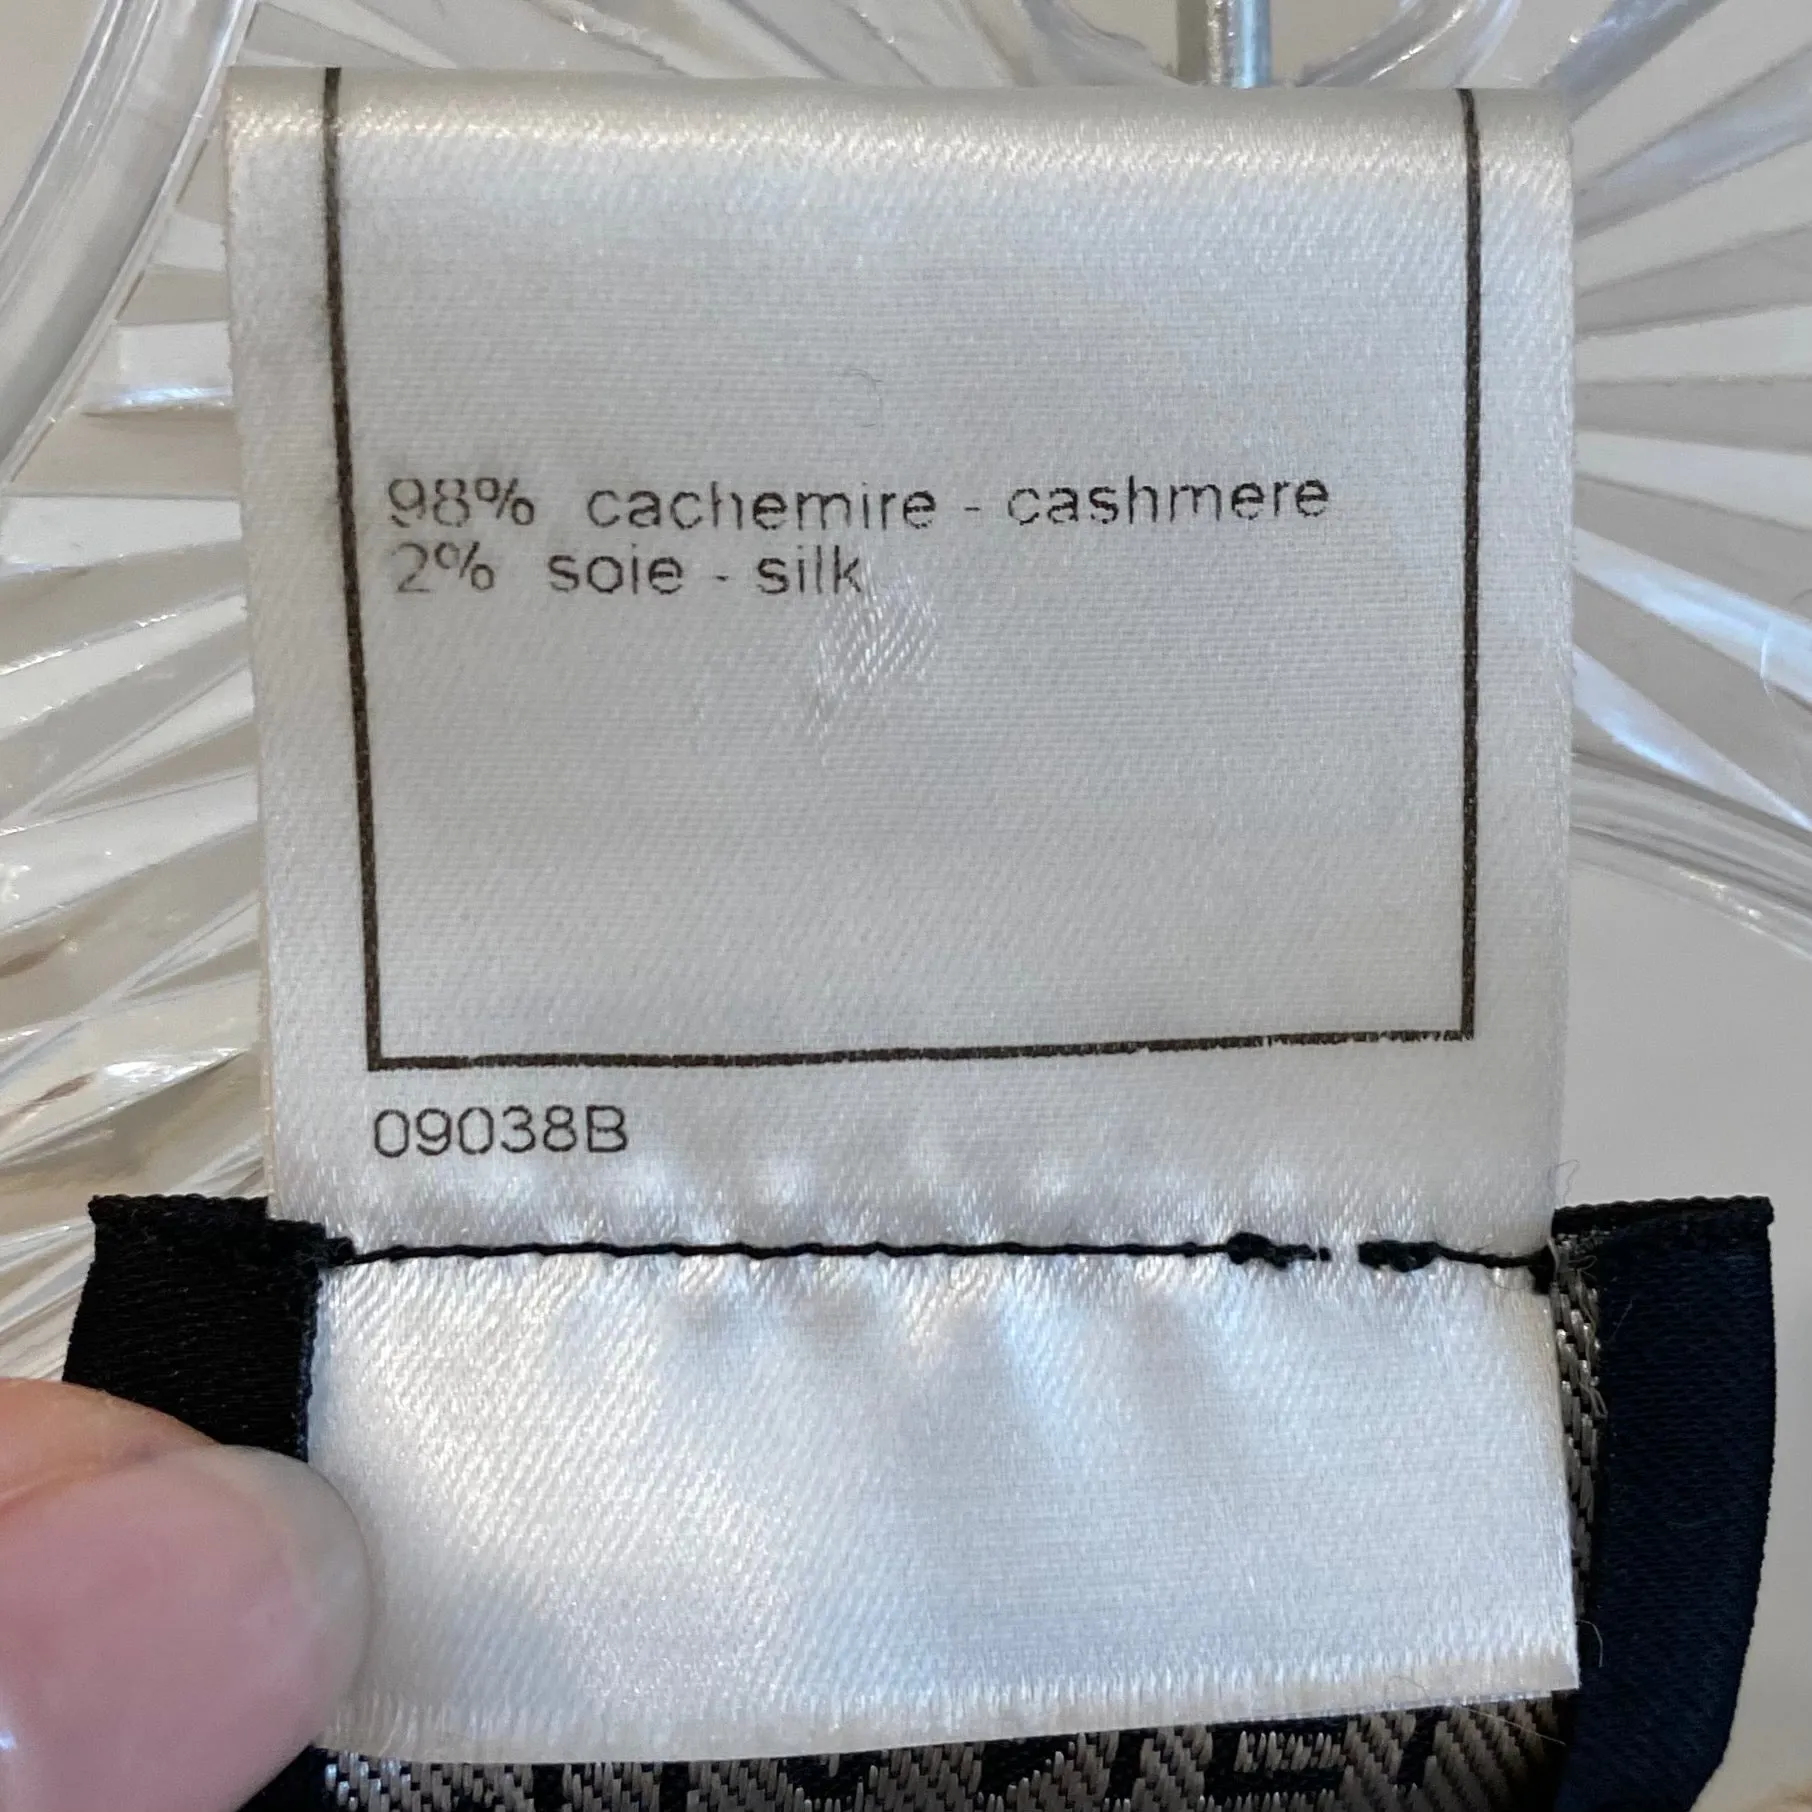 98% cachemire - cashmere
2% soie - silk
09038B